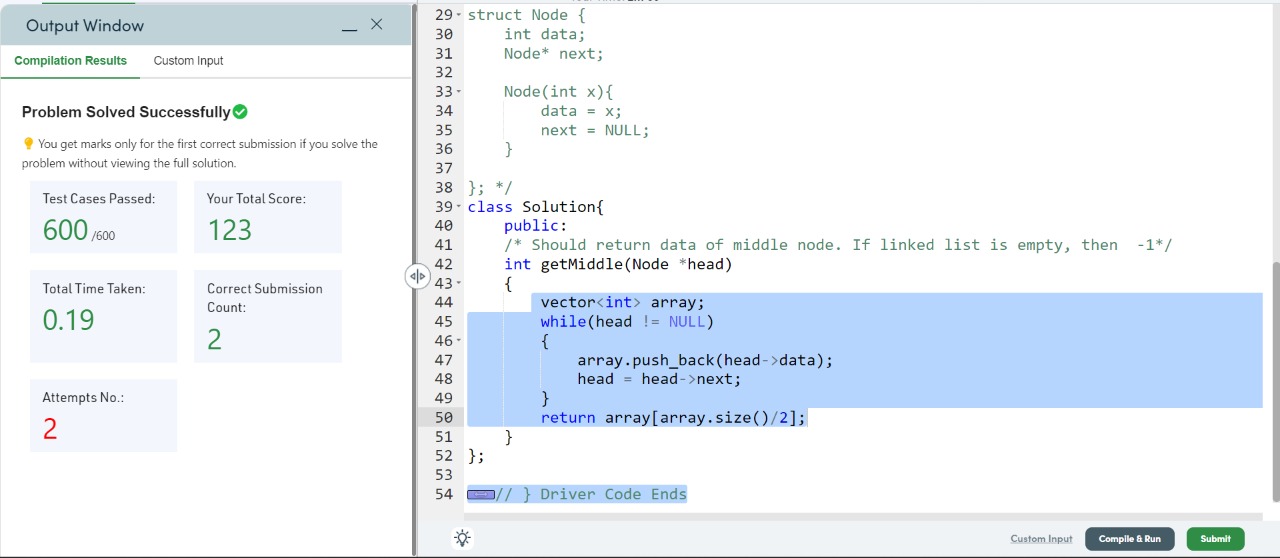 Output Window
Compilation Results Custom Input
Problem Solved Successfully
You get marks only for the first correct submission if you solve the
problem without viewing the full solution.
Test Cases Passed:
600 /600
Your Total Score:
123
Total Time Taken:
0.19
Correct Submission
Count:
2
Attempts No.:
2
29 struct Node {
30 int data;
31 Node* next;
32
33 Node(int x){
34 data = x;
35 next = NULL;
36 }
37
38 }; */
39 class Solution{
40 public:
41 /* Should return data of middle node. If linked list is empty, then  -1*/
42 int getMiddle(Node *head)
43 {
44 vector<int> array;
45 while(head != NULL)
46 {
47 array.push_back(head->data);
48 head = head->next;
49 }
50 return array[array.size()/2];
51 }
52 };
53
54 // } Driver Code Ends
Custom Input Compile & Run Submit